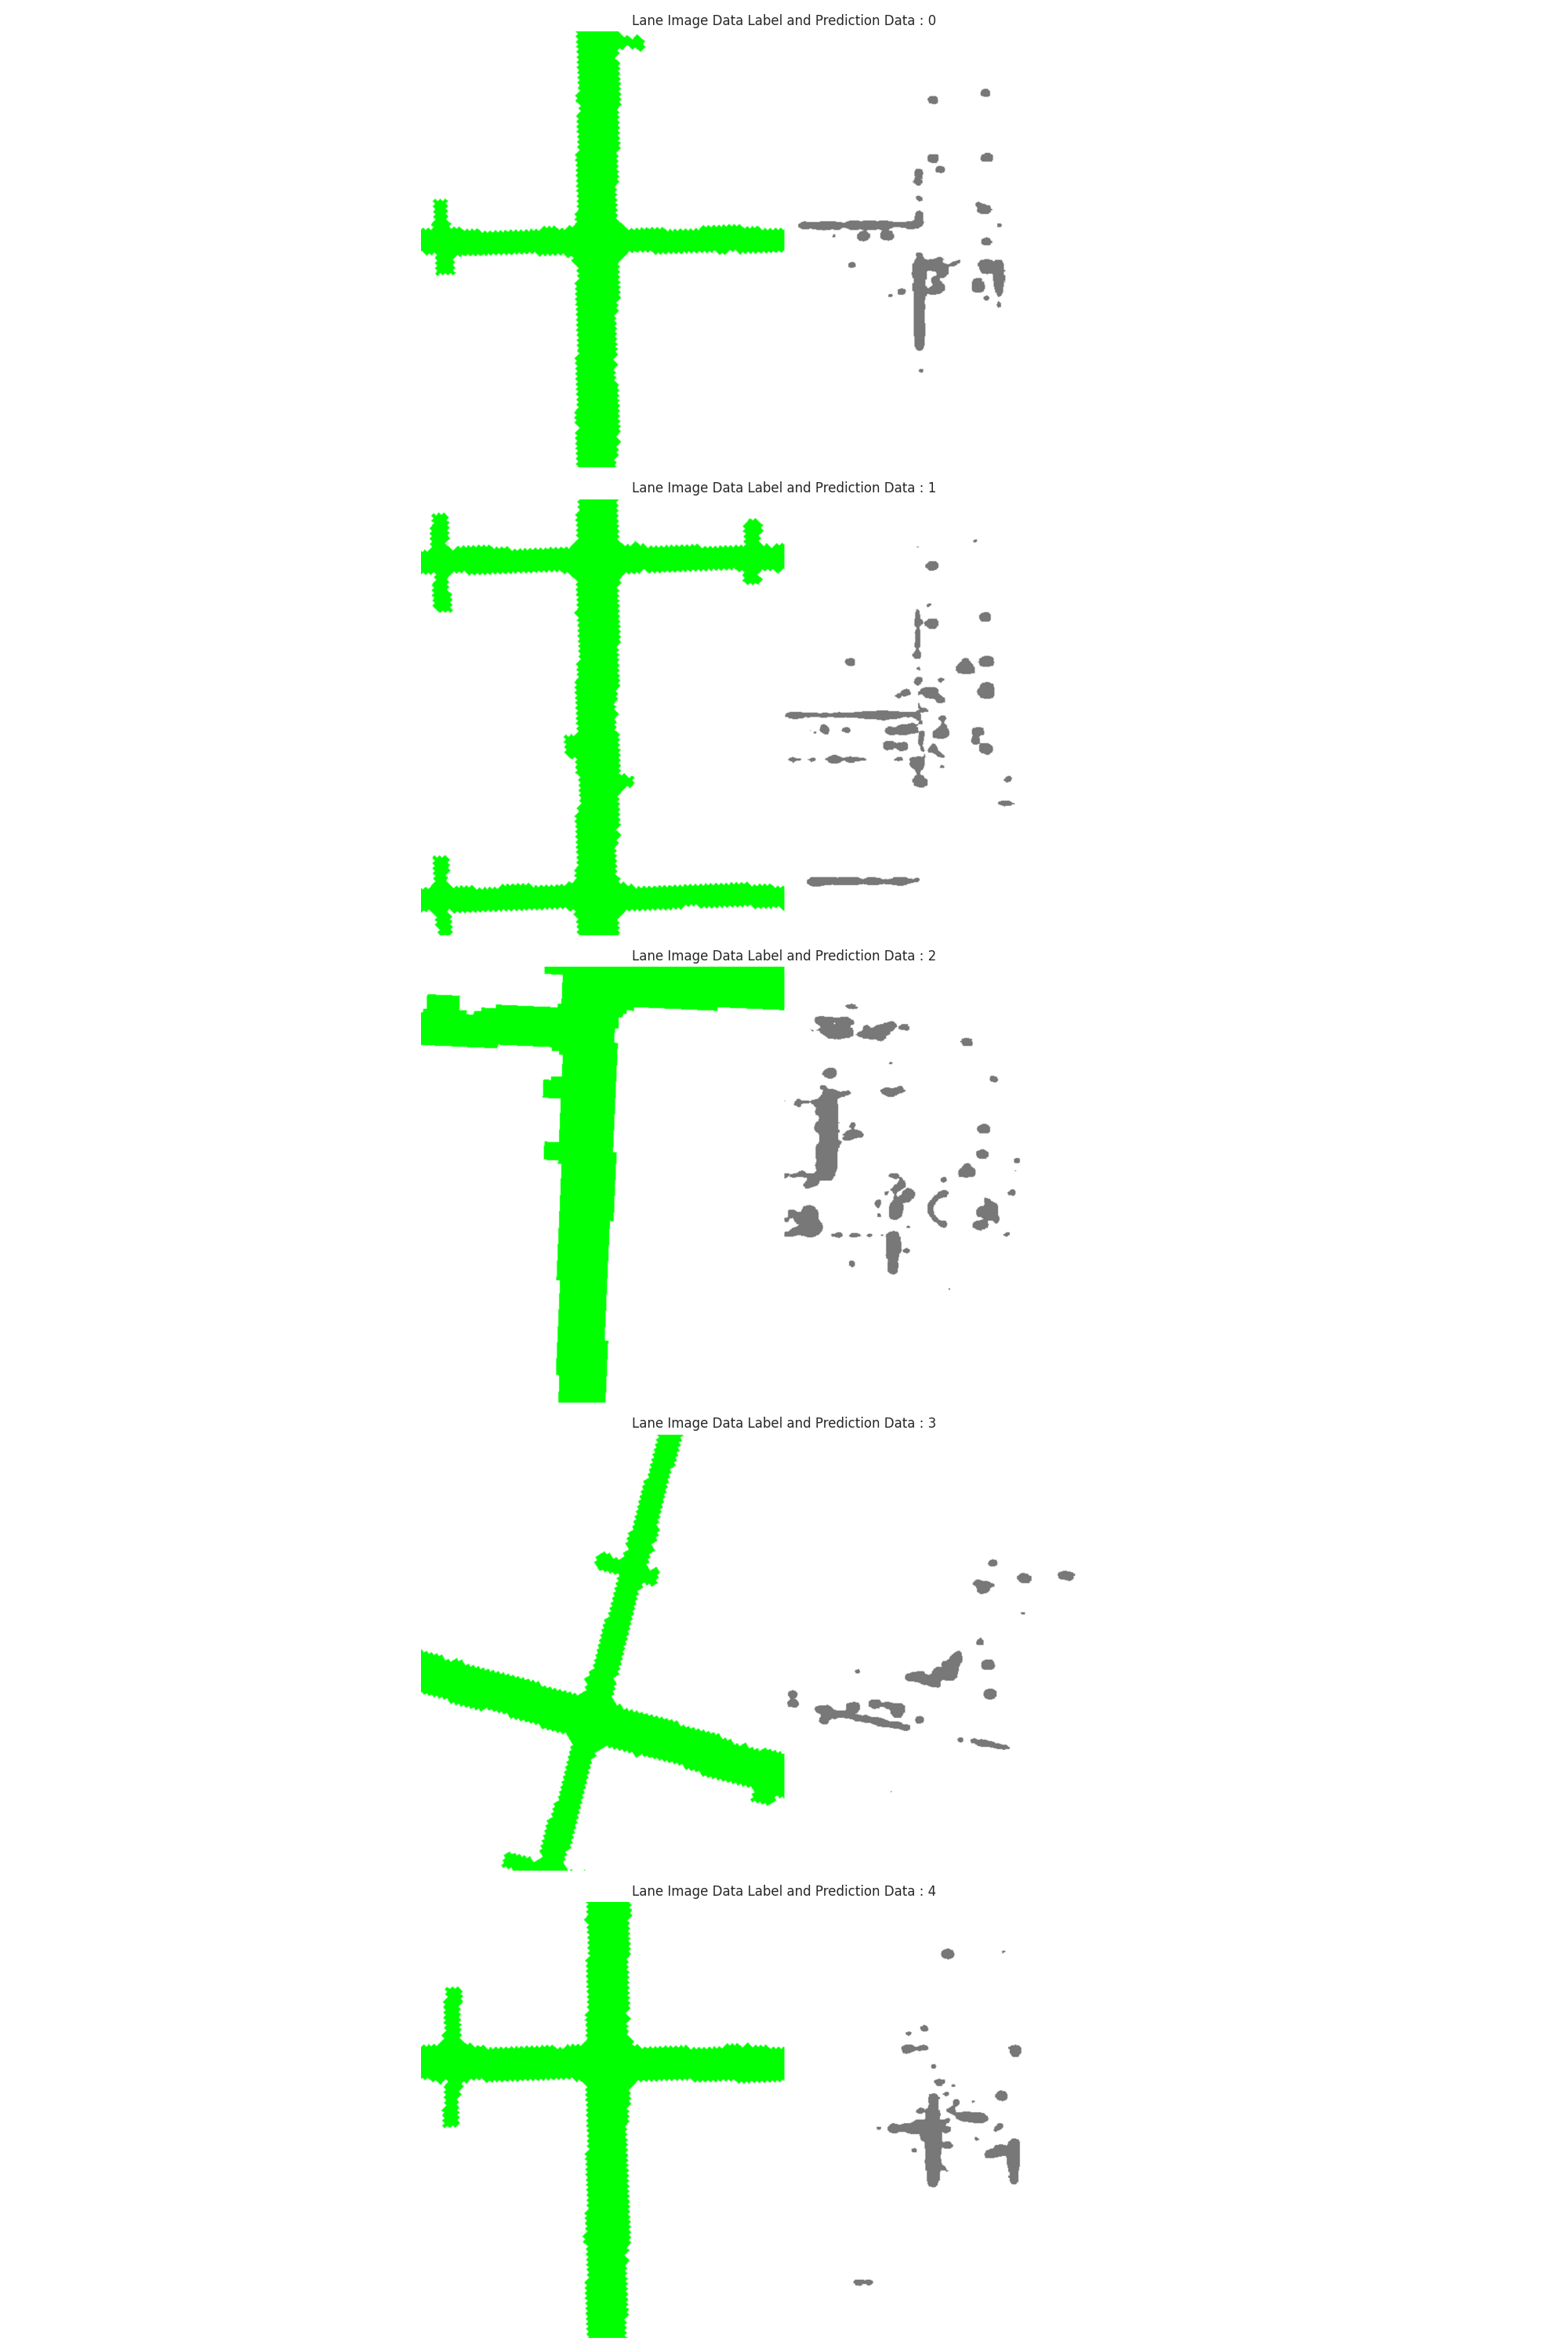 Lane Image Data Label and Prediction Data : 0
Lane Image Data Label and Prediction Data : 1
Lane Image Data Label and Prediction Data : 2
Lane Image Data Label and Prediction Data : 3
Lane Image Data Label and Prediction Data : 4